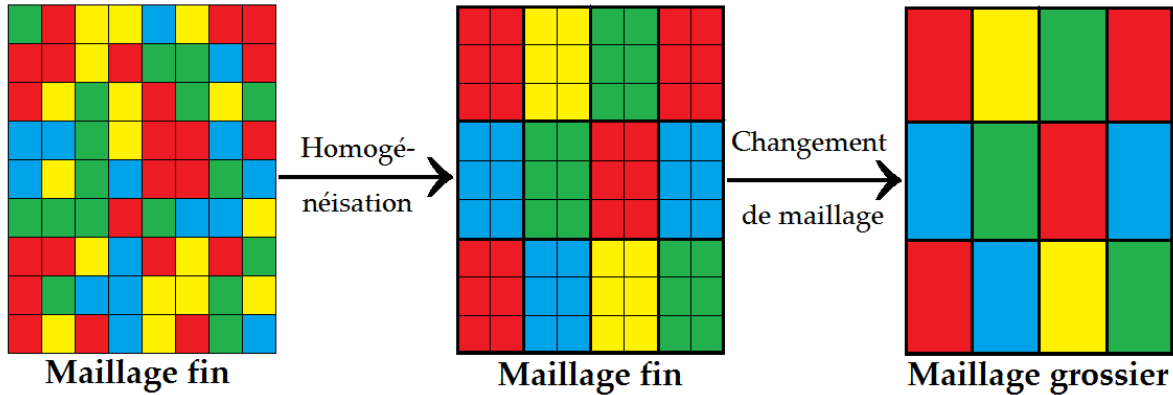 Homogé-
néisation
Changement
de maillage
Maillage fin
Maillage fin
Maillage grossier